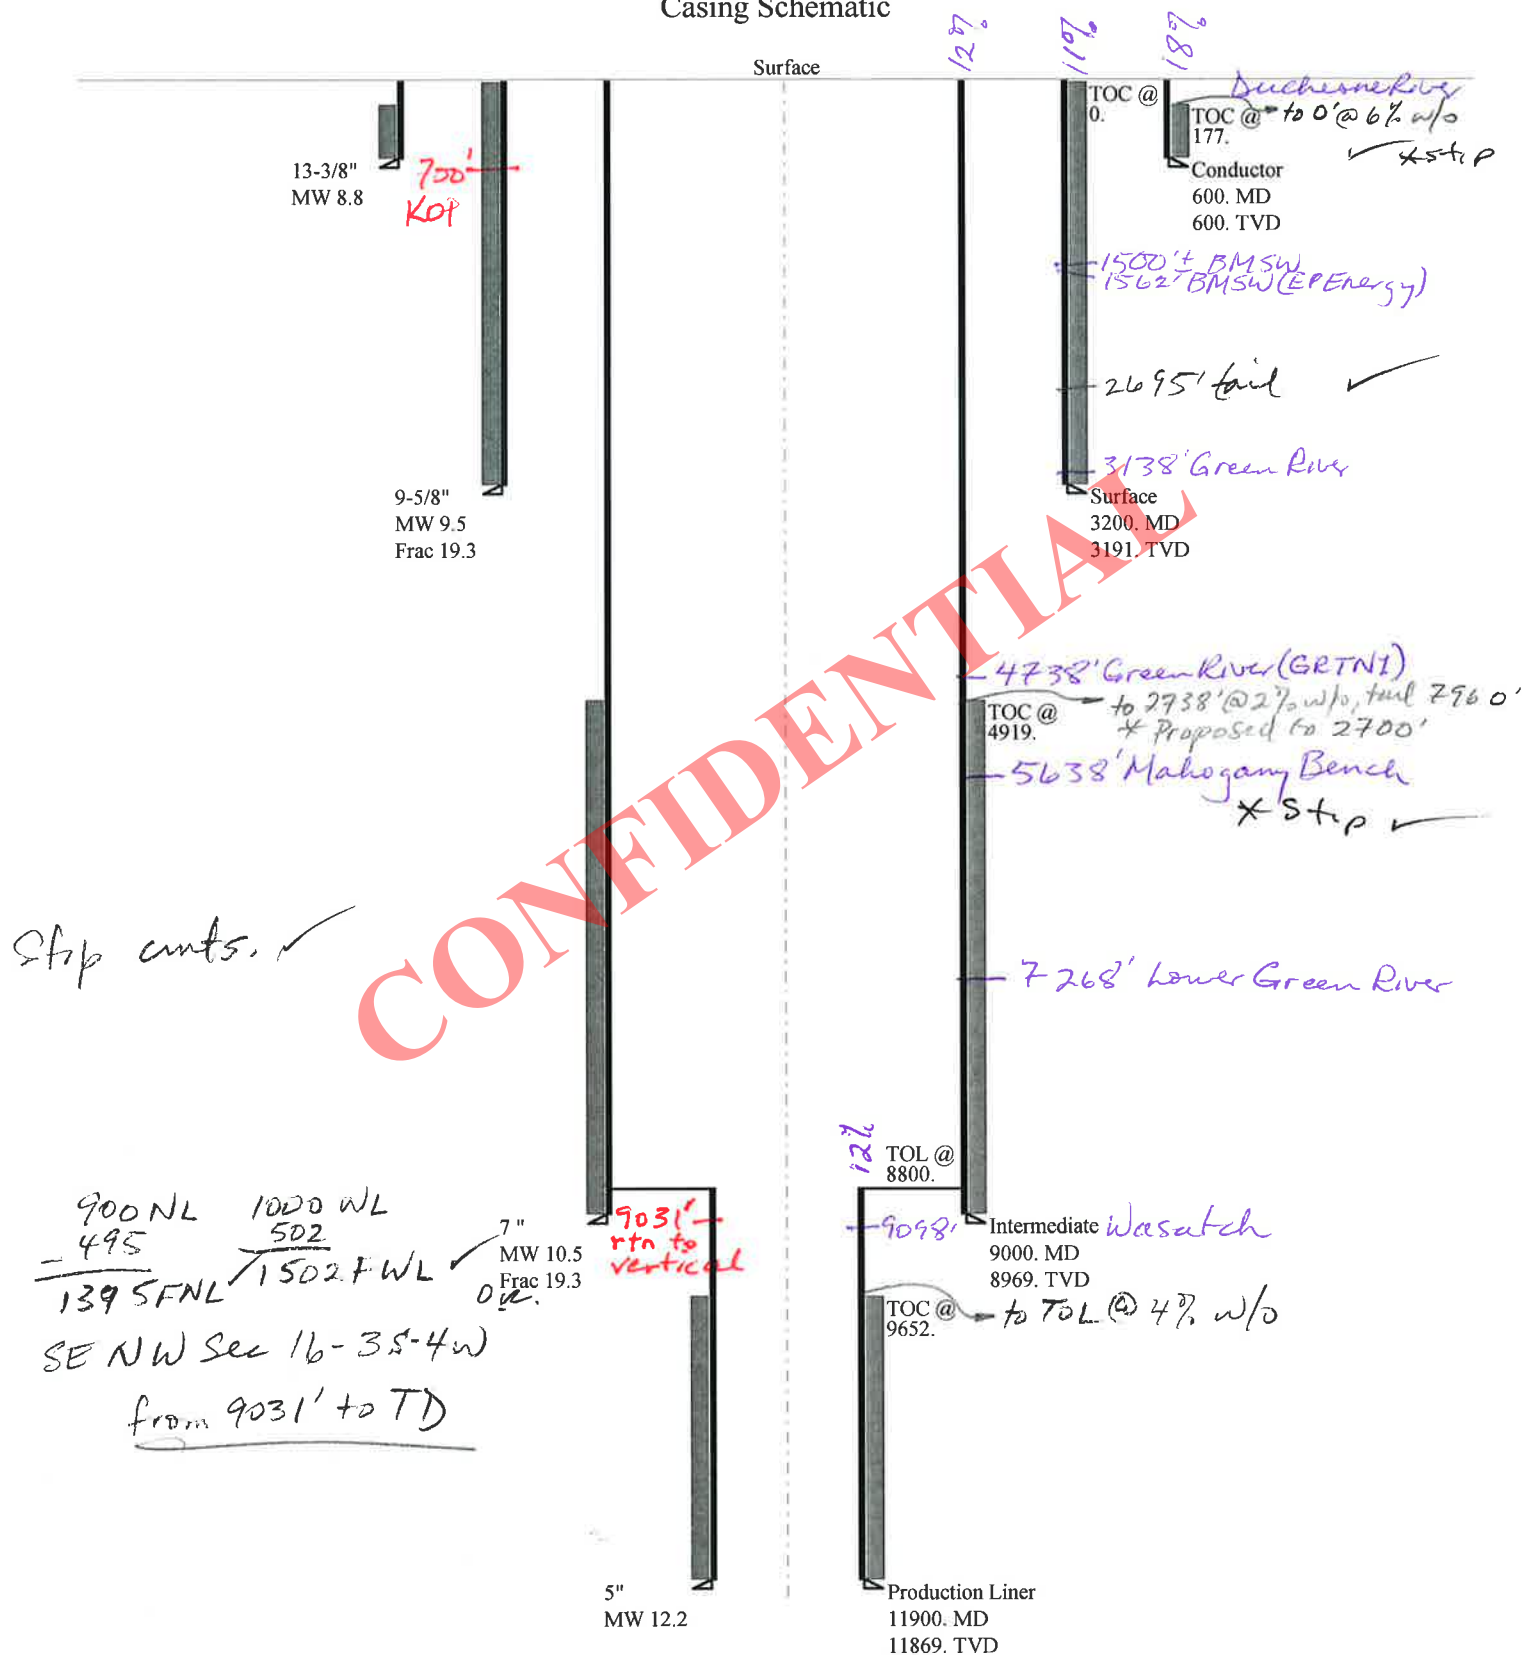 Casing Schematic
12%
11%
18%
Surface
TOC @
0.
Duchesne River
TOC @
177.
to 0' @ 6% w/o
✓ *stip
13-3/8"
MW 8.8
700'
KOP
Conductor
600. MD
600. TVD
1500'± BMSW
1562' BMSW (EP Energy)
2695' tail ✓
3138' Green River
9-5/8"
MW 9.5
Frac 19.3
Surface
3200. MD
3191. TVD
CONFIDENTIAL
4738' Green River (GRTN1)
TOC @
4919.
to 2738' @ 2% w/o, tail 7960'
* Proposed to 2700'
5638' Mahogany Bench
* Stip ✓
Stip cmts. ✓
7268' Lower Green River
12%
TOL @
8800.
900 NL 1000 WL
- 495 502
1395 FNL ✓ 1502 FWL ✓
OK.
7"
MW 10.5
Frac 19.3
9031'
rtn to
vertical
9098' Wasatch
Intermediate
9000. MD
8969. TVD
TOC @
9652.
to TOL @ 4% w/o
SE NW Sec 16-3S-4W
from 9031' to TD
5"
MW 12.2
Production Liner
11900. MD
11869. TVD